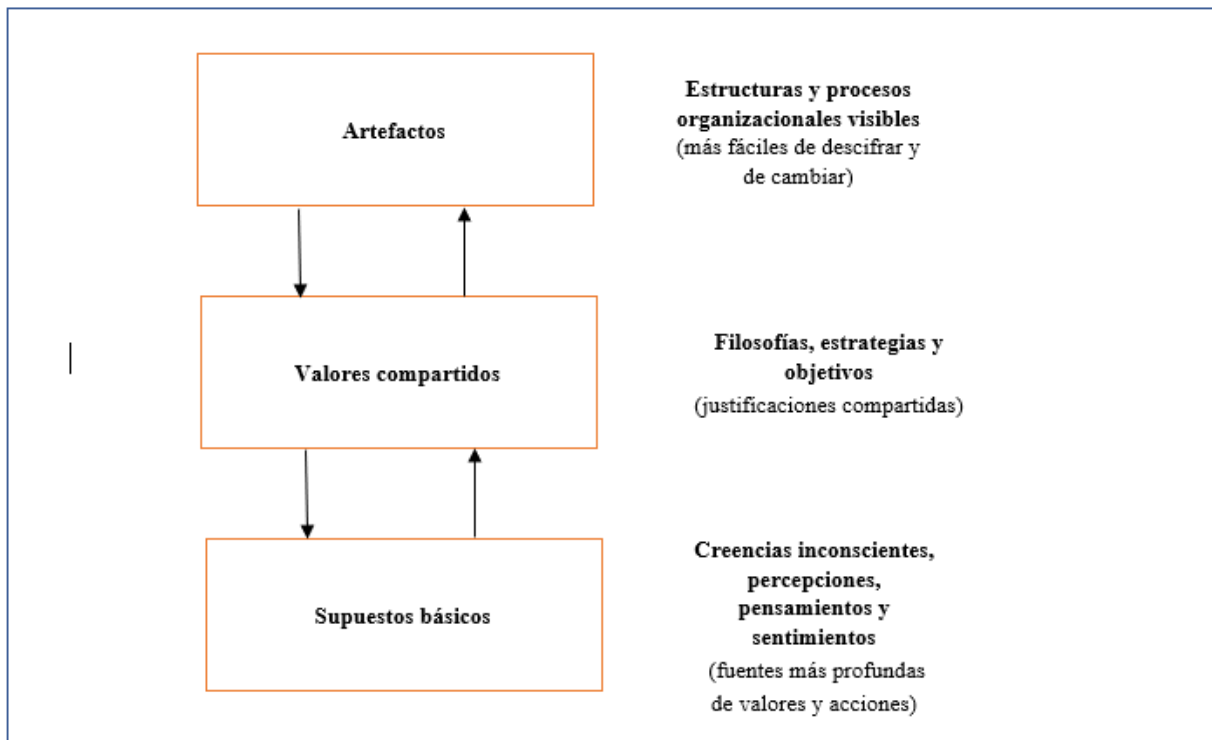 Artefactos
Estructuras y procesos
organizacionales visibles
(más fáciles de descifrar y
de cambiar)
Valores compartidos
Filosofías, estrategias y
objetivos
(justificaciones compartidas)
Supuestos básicos
Creencias inconscientes,
percepciones,
pensamientos y
sentimientos
(fuentes más profundas
de valores y acciones)